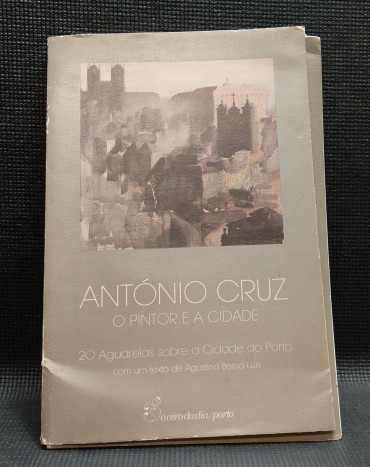 ANTÓNIO CRUZ
O PINTOR E A CIDADE
20 Aguarelas sobre a Cidade do Porto
com um texto de Agustina Bessa Luís
o oiro do dia/porto